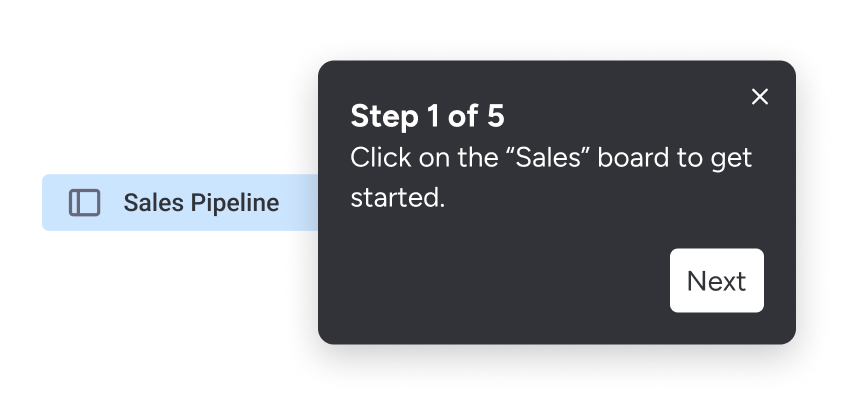 Step 1 of 5
Click on the “Sales” board to get
started.
Sales Pipeline
Next